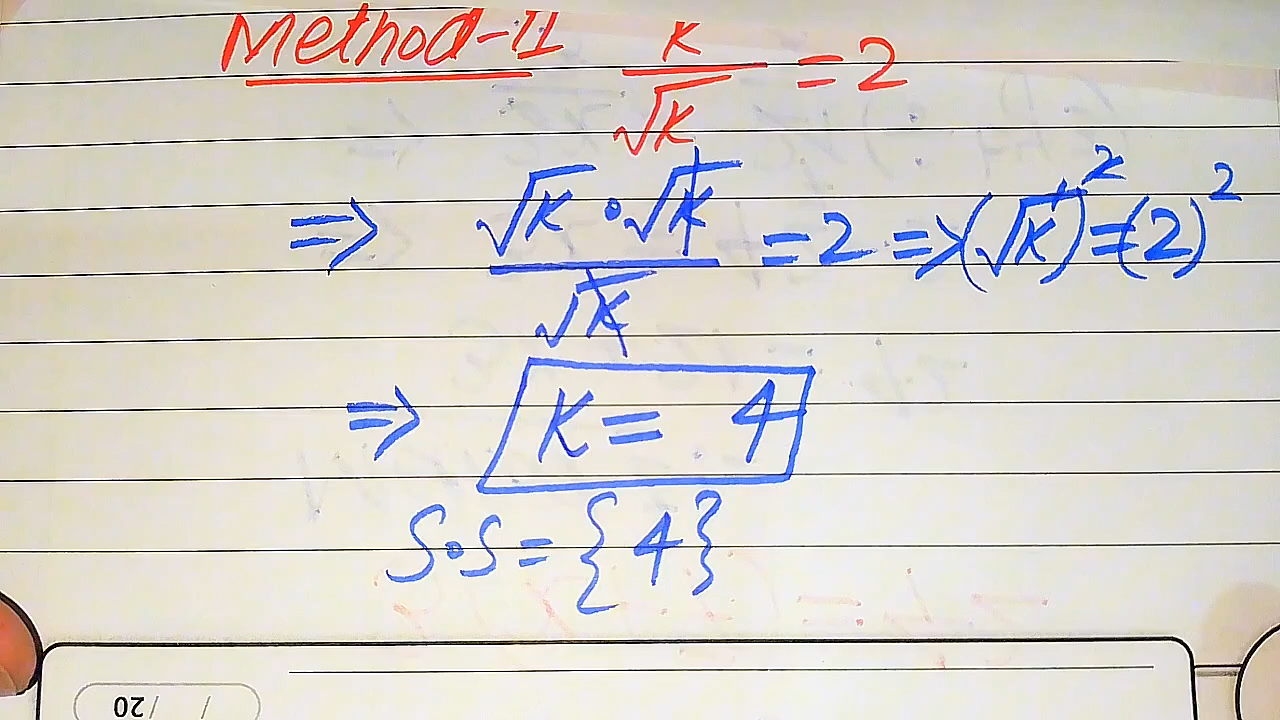 Method-II K/√K = 2
=> √K · √K / √K = 2 => (√K)² = (2)²
=> K = 4
S.S = {4}
/ /20